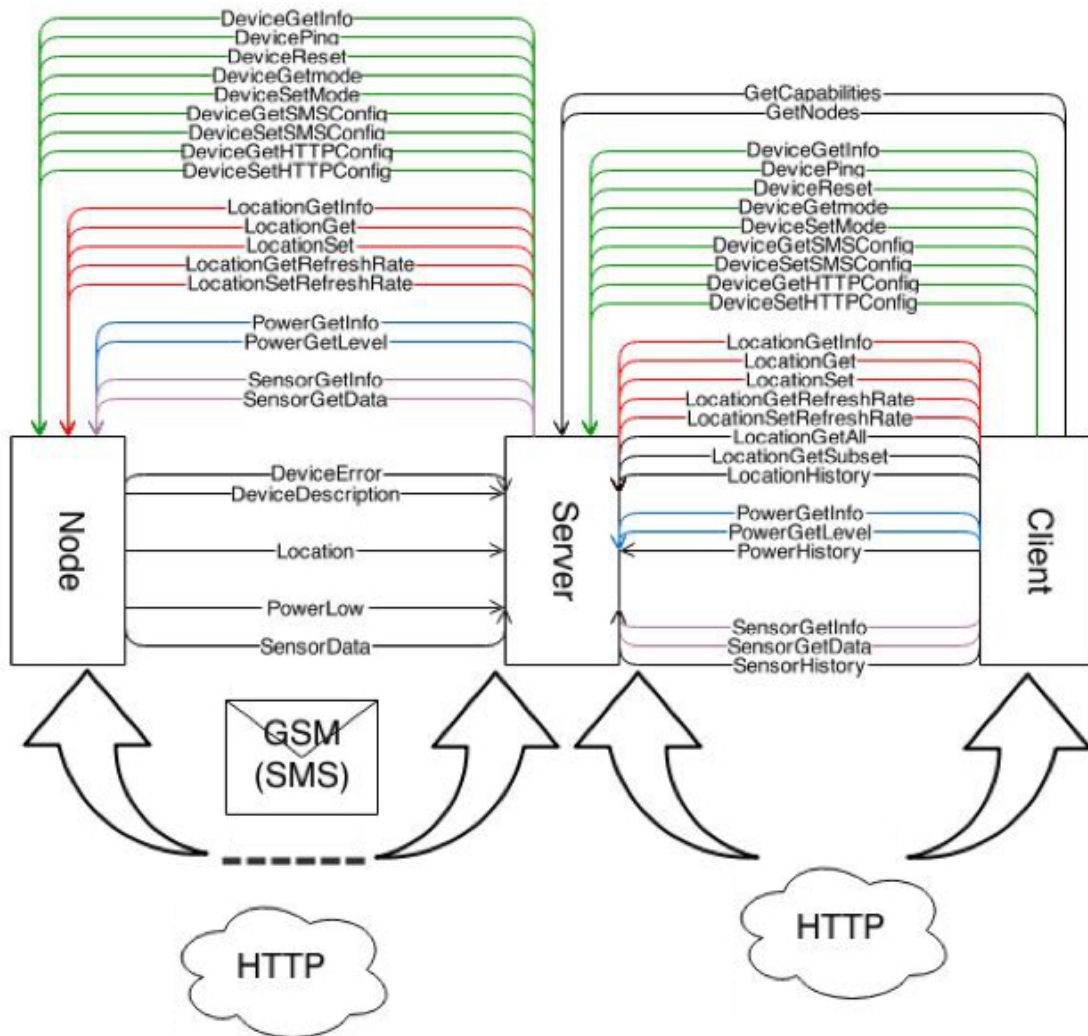 DeviceGetInfo
DevicePing
DeviceReset
DeviceGetmode
DeviceSetMode
DeviceGetSMSConfig
DeviceSetSMSConfig
DeviceGetHTTPConfig
DeviceSetHTTPConfig
LocationGetInfo
LocationGet
LocationSet
LocationGetRefreshRate
LocationSetRefreshRate
PowerGetInfo
PowerGetLevel
SensorGetInfo
SensorGetData
GetCapabilities
GetNodes
DeviceGetInfo
DevicePing
DeviceReset
DeviceGetmode
DeviceSetMode
DeviceGetSMSConfig
DeviceSetSMSConfig
DeviceGetHTTPConfig
DeviceSetHTTPConfig
LocationGetInfo
LocationGet
LocationSet
LocationGetRefreshRate
LocationSetRefreshRate
LocationGetAll
LocationGetSubset
LocationHistory
PowerGetInfo
PowerGetLevel
PowerHistory
SensorGetInfo
SensorGetData
SensorHistory
Node
DeviceError
DeviceDescription
Location
PowerLow
SensorData
Server
Client
GSM
(SMS)
HTTP
HTTP